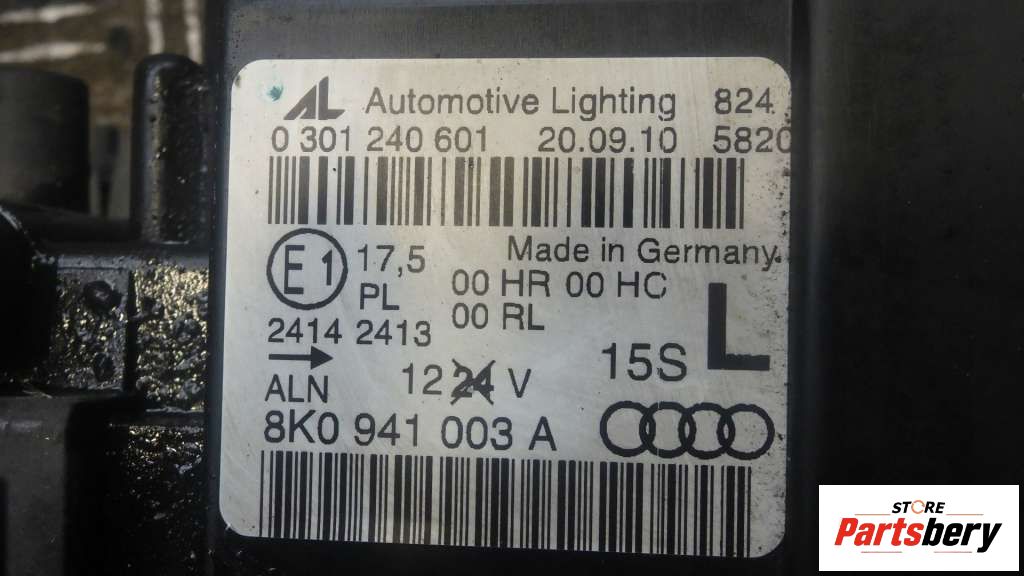 AL Automotive Lighting 824
0 301 240 601 20.09.10 5820
Made in Germany
E1 17,5 00 HR 00 HC
PL 00 RL
L
2414 2413
ALN 12 24 V 15S
8K0 941 003 A
STORE
Partsbery